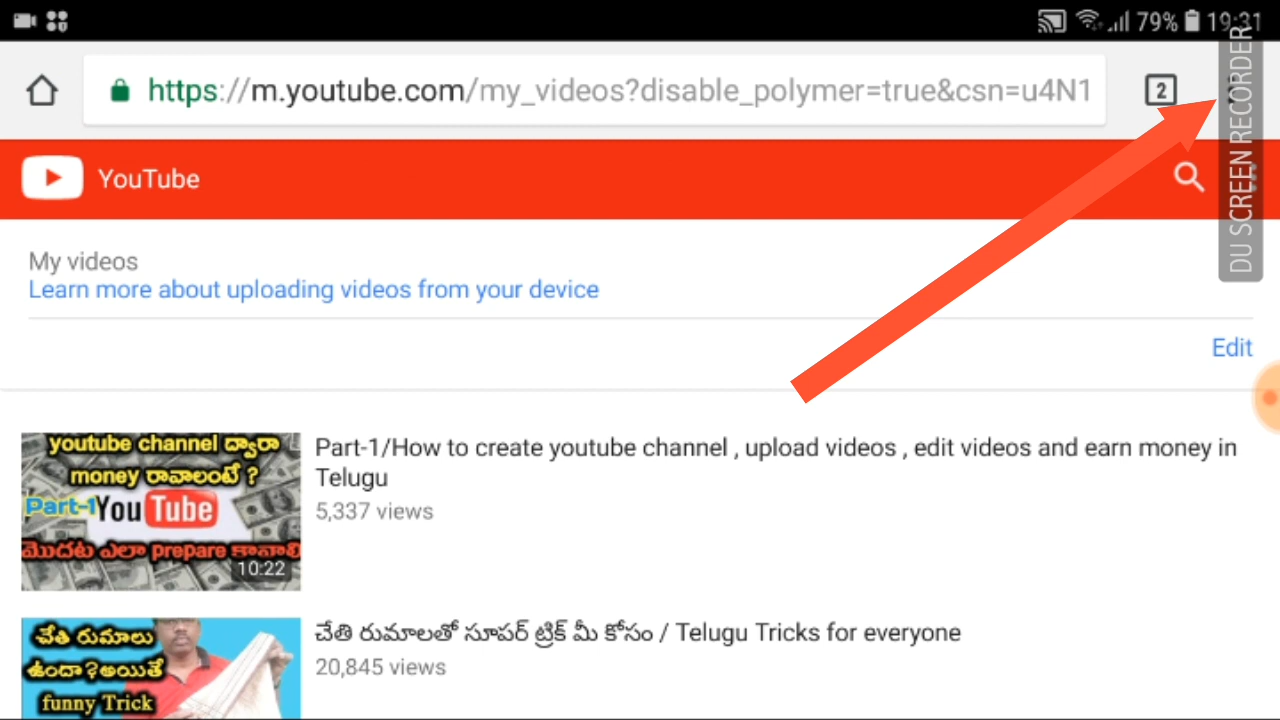 79% 19:31
https://m.youtube.com/my_videos?disable_polymer=true&csn=u4N1
2
DU SCREEN RECORDER
YouTube
My videos
Learn more about uploading videos from your device
Edit
youtube channel ద్వారా
money రావాలంటే ?
Part-1 YouTube
మొదట ఎలా prepare కావాలి
10:22
Part-1/How to create youtube channel , upload videos , edit videos and earn money in
Telugu
5,337 views
చేతి రుమాలు
ఉందా?అయితే
funny Trick
చేతి రుమాలతో సూపర్ ట్రిక్ మీ కోసం / Telugu Tricks for everyone
20,845 views